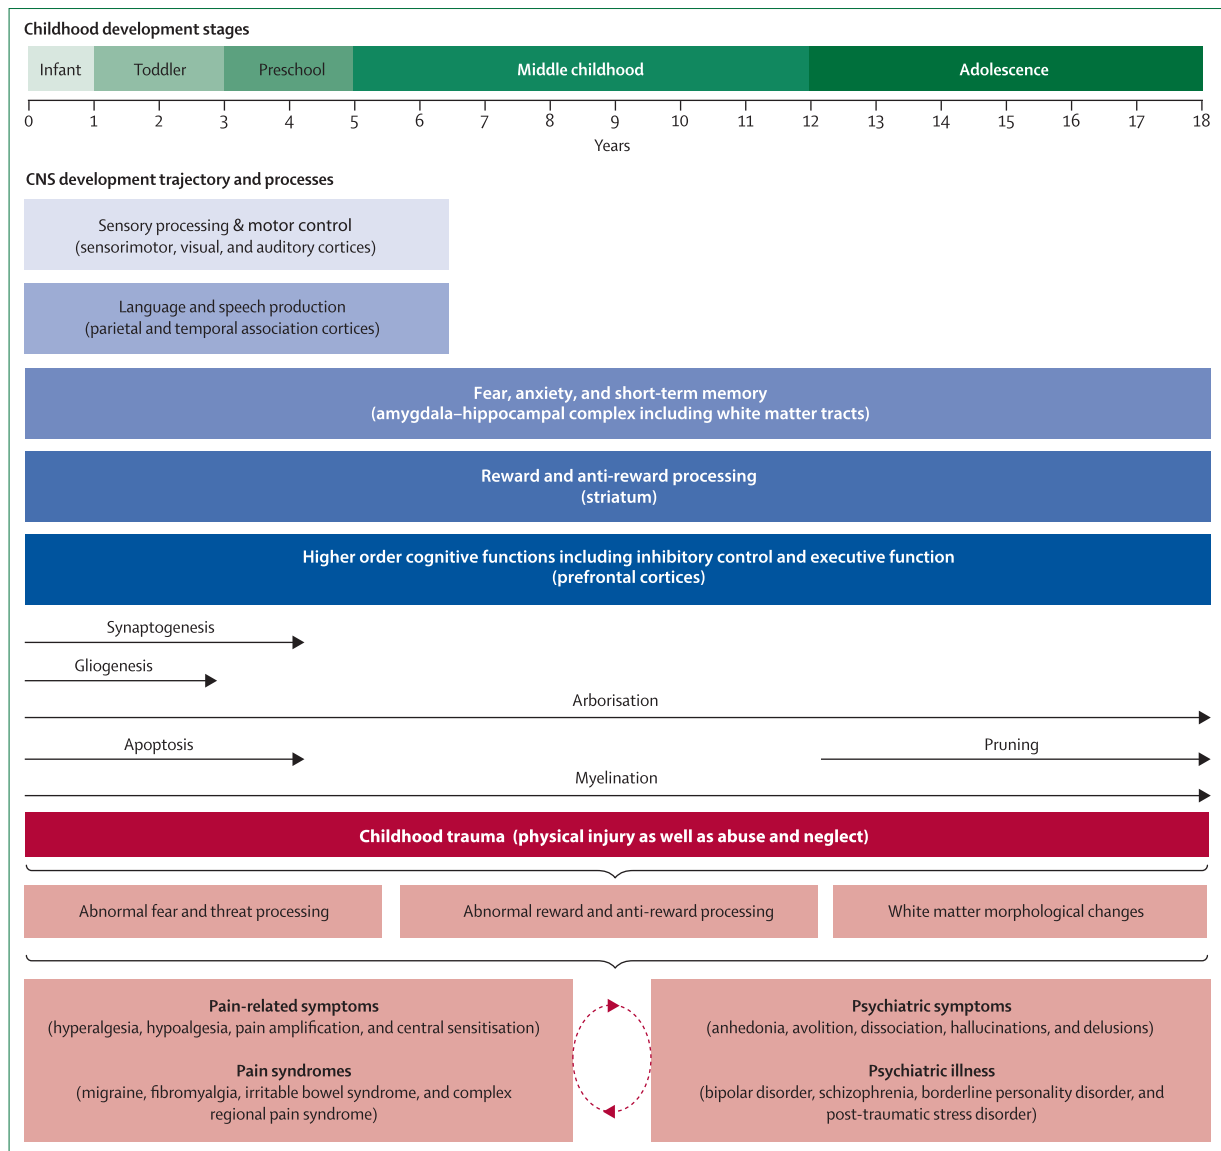 Childhood development stages
Infant
Toddler
Preschool
Middle childhood
Adolescence
0 1 2 3 4 5 6 7 8 9 10 11 12 13 14 15 16 17 18
Years
CNS development trajectory and processes
Sensory processing & motor control
(sensorimotor, visual, and auditory cortices)
Language and speech production
(parietal and temporal association cortices)
Fear, anxiety, and short-term memory
(amygdala–hippocampal complex including white matter tracts)
Reward and anti-reward processing
(striatum)
Higher order cognitive functions including inhibitory control and executive function
(prefrontal cortices)
Synaptogenesis
Gliogenesis
Arborisation
Apoptosis
Pruning
Myelination
Childhood trauma (physical injury as well as abuse and neglect)
Abnormal fear and threat processing
Abnormal reward and anti-reward processing
White matter morphological changes
Pain-related symptoms
(hyperalgesia, hypoalgesia, pain amplification, and central sensitisation)
Pain syndromes
(migraine, fibromyalgia, irritable bowel syndrome, and complex
regional pain syndrome)
Psychiatric symptoms
(anhedonia, avolition, dissociation, hallucinations, and delusions)
Psychiatric illness
(bipolar disorder, schizophrenia, borderline personality disorder, and
post-traumatic stress disorder)